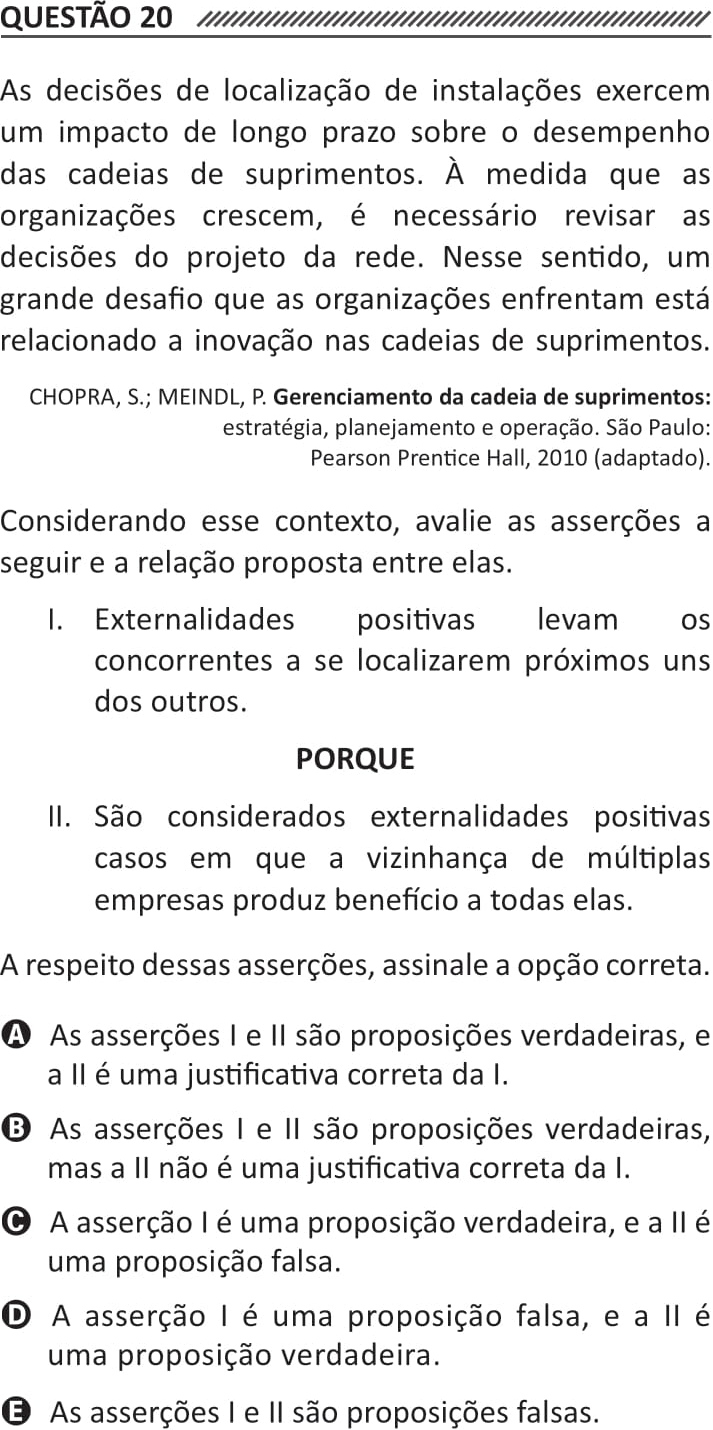 QUESTÃO 20
As decisões de localização de instalações exercem
um impacto de longo prazo sobre o desempenho
das cadeias de suprimentos. À medida que as
organizações crescem, é necessário revisar as
decisões do projeto da rede. Nesse sentido, um
grande desafio que as organizações enfrentam está
relacionado a inovação nas cadeias de suprimentos.
CHOPRA, S.; MEINDL, P. Gerenciamento da cadeia de suprimentos:
estratégia, planejamento e operação. São Paulo:
Pearson Prentice Hall, 2010 (adaptado).
Considerando esse contexto, avalie as asserções a
seguir e a relação proposta entre elas.
I. Externalidades positivas levam os
concorrentes a se localizarem próximos uns
dos outros.
PORQUE
II. São considerados externalidades positivas
casos em que a vizinhança de múltiplas
empresas produz benefício a todas elas.
A respeito dessas asserções, assinale a opção correta.
A As asserções I e II são proposições verdadeiras, e
a II é uma justificativa correta da I.
B As asserções I e II são proposições verdadeiras,
mas a II não é uma justificativa correta da I.
C A asserção I é uma proposição verdadeira, e a II é
uma proposição falsa.
D A asserção I é uma proposição falsa, e a II é
uma proposição verdadeira.
E As asserções I e II são proposições falsas.